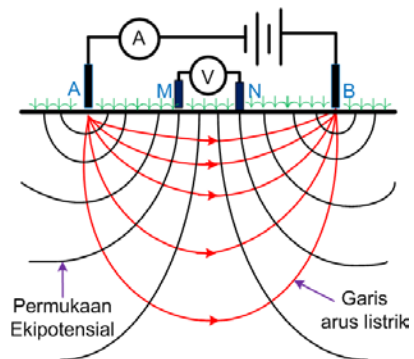 A
V
A
M
N
B
Permukaan
Ekipotensial
Garis
arus listrik